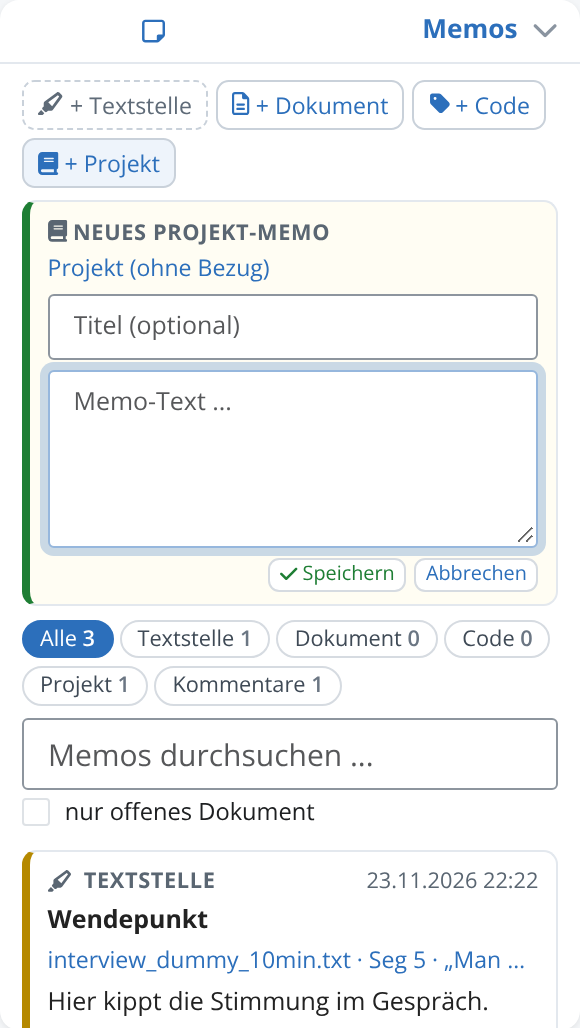 Memos
+ Textstelle
+ Dokument
+ Code
+ Projekt
NEUES PROJEKT-MEMO
Projekt (ohne Bezug)
Titel (optional)
Memo-Text ...
Speichern
Abbrechen
Alle 3
Textstelle 1
Dokument 0
Code 0
Projekt 1
Kommentare 1
Memos durchsuchen ...
nur offenes Dokument
TEXTSTELLE
23.11.2026 22:22
Wendepunkt
interview_dummy_10min.txt · Seg 5 · „Man ...
Hier kippt die Stimmung im Gespräch.